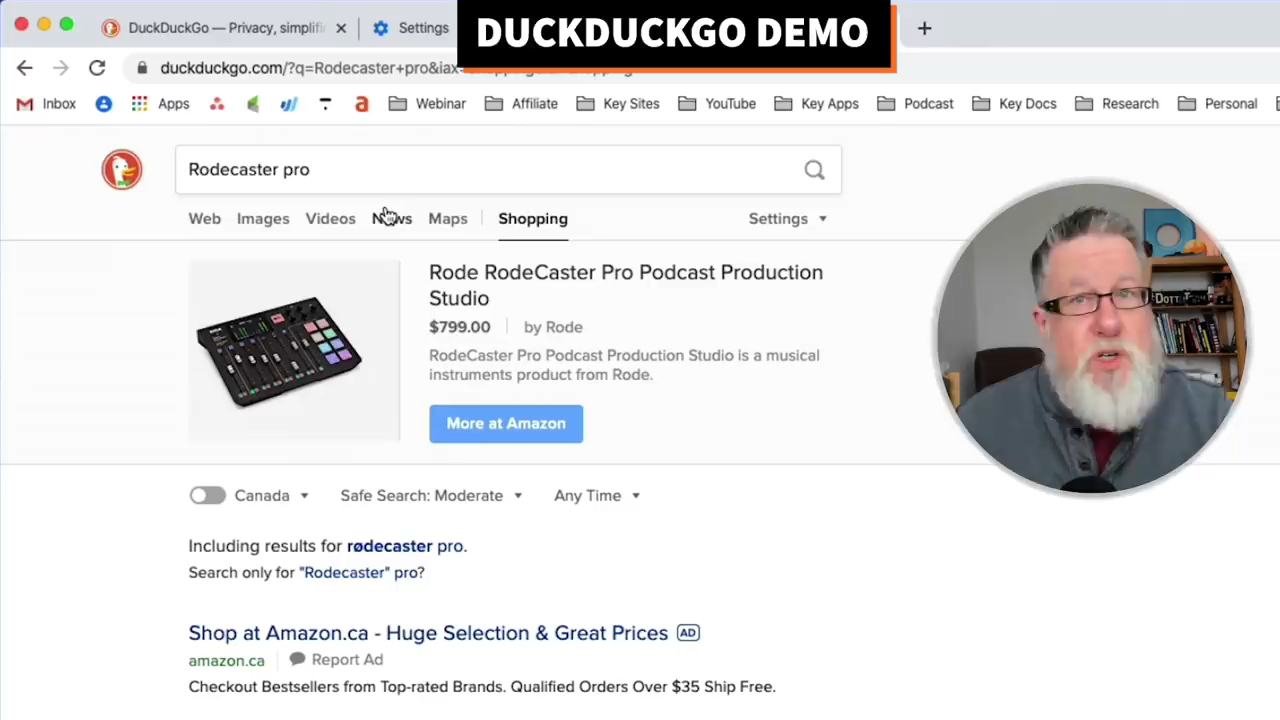 DUCKDUCKGO DEMO
DuckDuckGo — Privacy, simplifi
Settings
duckduckgo.com/?q=Rodecaster+pro&iax=
Inbox Apps a Webinar Affiliate Key Sites YouTube Key Apps Podcast Key Docs Research Personal
Rodecaster pro
Web Images Videos News Maps Shopping Settings
Rode RodeCaster Pro Podcast Production
Studio
$799.00 by Rode
RodeCaster Pro Podcast Production Studio is a musical
instruments product from Rode.
More at Amazon
DOTT
Canada Safe Search: Moderate Any Time
Including results for rødecaster pro.
Search only for "Rodecaster" pro?
Shop at Amazon.ca - Huge Selection & Great Prices AD
amazon.ca Report Ad
Checkout Bestsellers from Top-rated Brands. Qualified Orders Over $35 Ship Free.